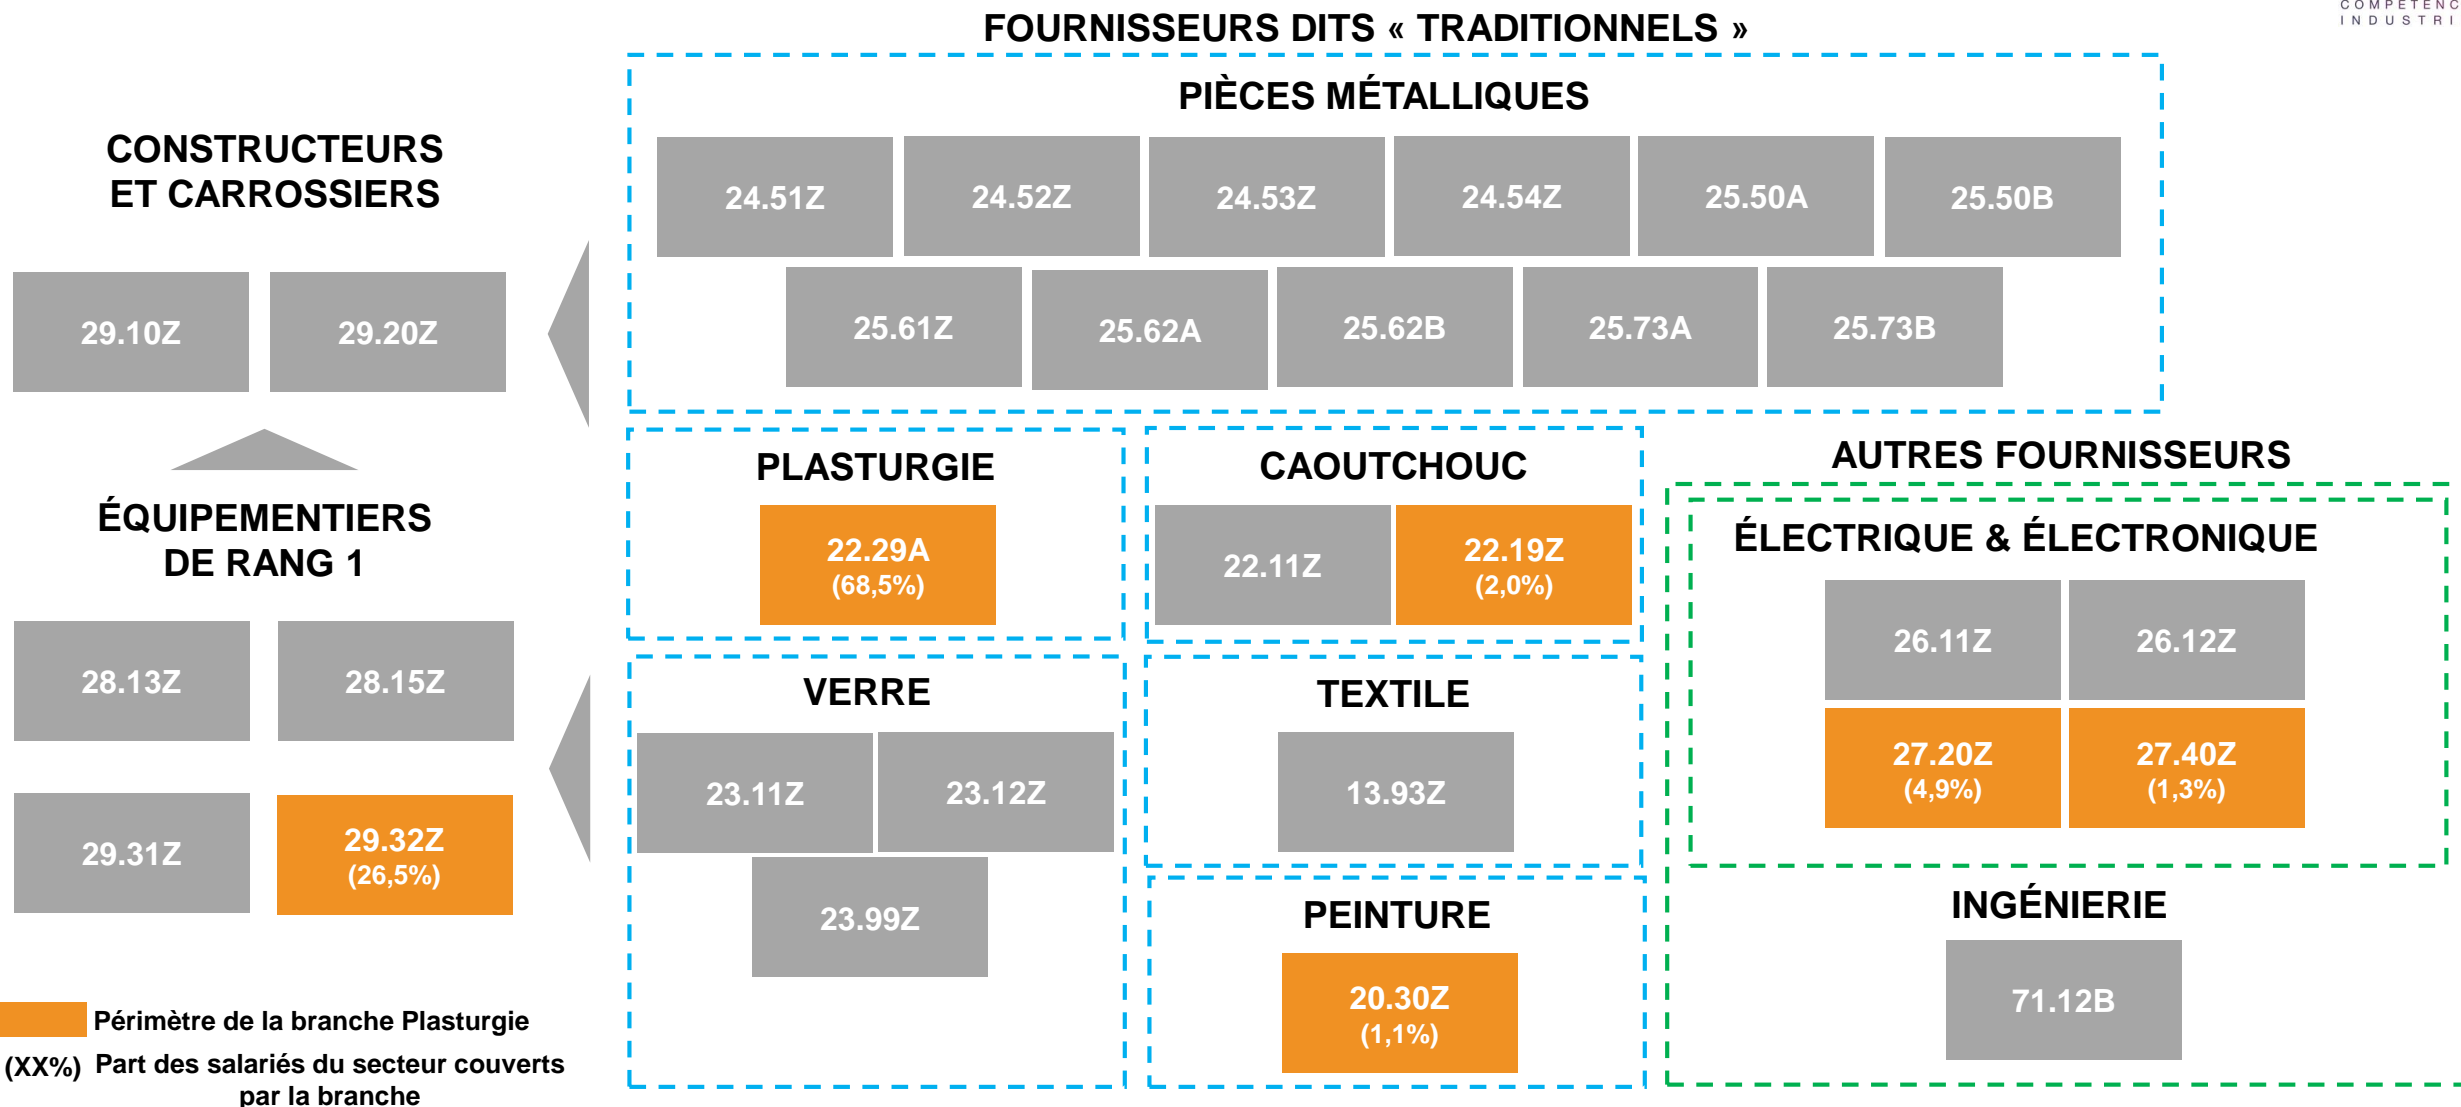 COMPETENC
INDUSTRI
FOURNISSEURS DITS « TRADITIONNELS »
PIÈCES MÉTALLIQUES
24.51Z
24.52Z
24.53Z
24.54Z
25.50A
25.50B
25.61Z
25.62A
25.62B
25.73A
25.73B
CONSTRUCTEURS
ET CARROSSIERS
29.10Z
29.20Z
ÉQUIPEMENTIERS
DE RANG 1
28.13Z
28.15Z
29.31Z
29.32Z
(26,5%)
PLASTURGIE
22.29A
(68,5%)
CAOUTCHOUC
22.11Z
22.19Z
(2,0%)
VERRE
23.11Z
23.12Z
23.99Z
TEXTILE
13.93Z
PEINTURE
20.30Z
(1,1%)
AUTRES FOURNISSEURS
ÉLECTRIQUE & ÉLECTRONIQUE
26.11Z
26.12Z
27.20Z
(4,9%)
27.40Z
(1,3%)
INGÉNIERIE
71.12B
Périmètre de la branche Plasturgie
(XX%) Part des salariés du secteur couverts
par la branche